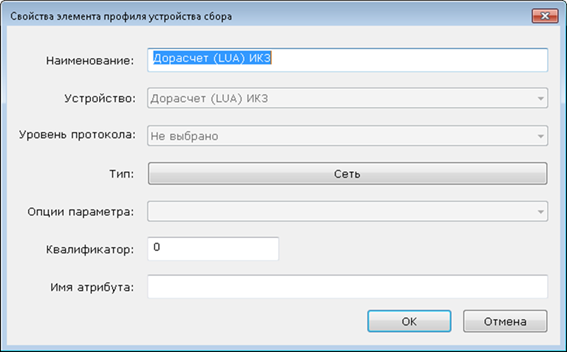 Свойства элемента профиля устройства сбора
Наименование: Дорасчет (LUA) ИКЗ
Устройство: Дорасчет (LUA) ИКЗ
Уровень протокола: Не выбрано
Тип: Сеть
Опции параметра:
Квалификатор: 0
Имя атрибута:
ОК Отмена